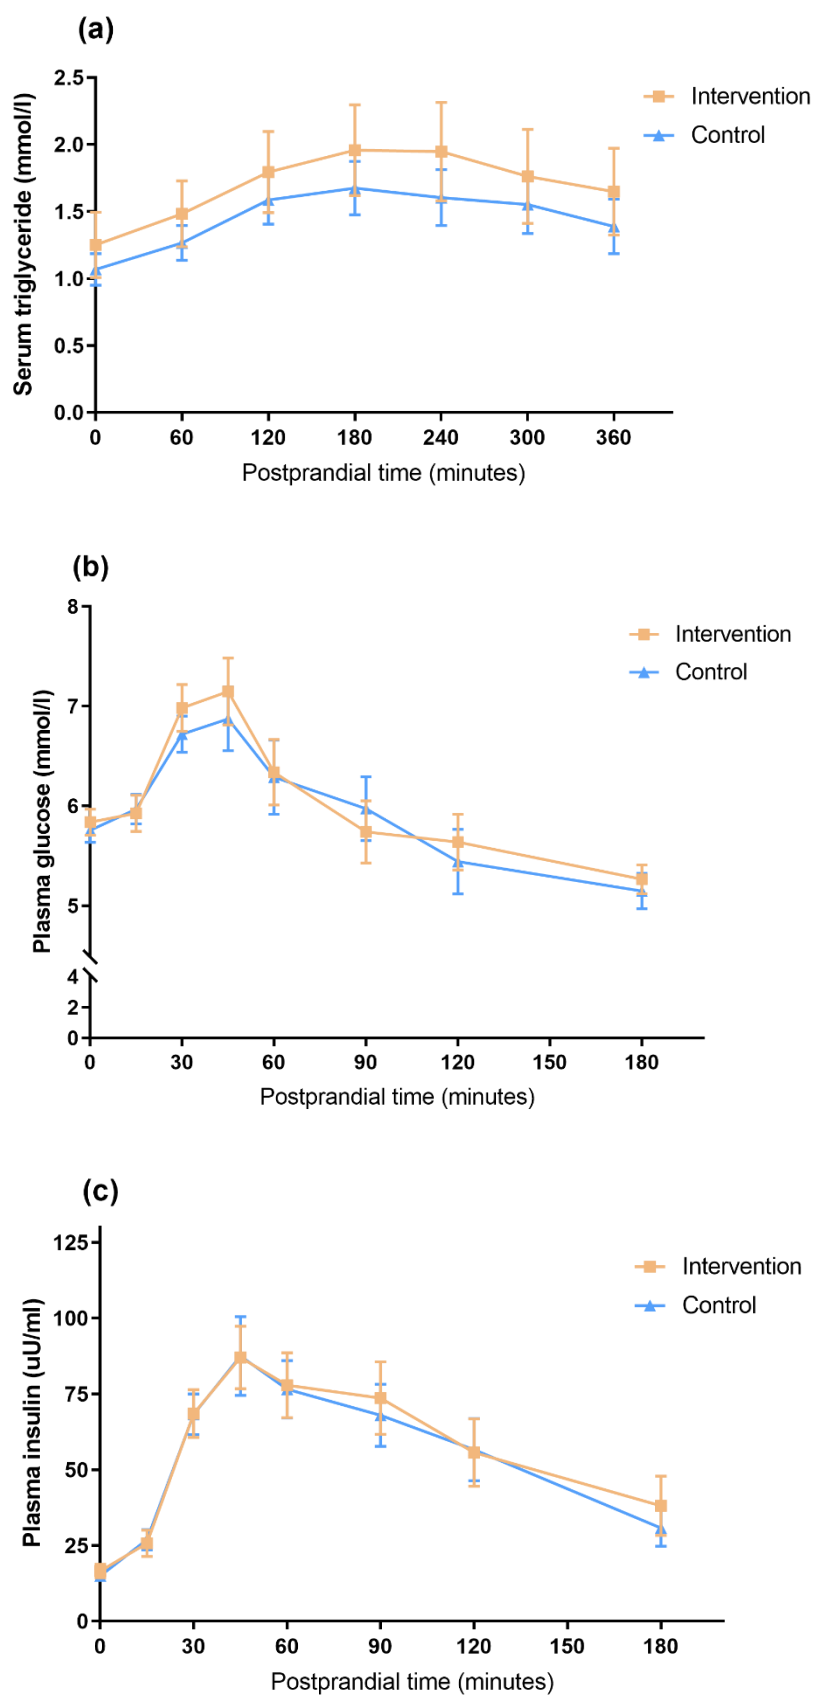 (a)
2.5
2.0
1.5
1.0
0.5
0.0
Serum triglyceride (mmol/l)
0 60 120 180 240 300 360
Postprandial time (minutes)
Intervention
Control
(b)
8
7
6
5
4
2
0
Plasma glucose (mmol/l)
0 30 60 90 120 150 180
Postprandial time (minutes)
Intervention
Control
(c)
125
100
75
50
25
0
Plasma insulin (uU/ml)
0 30 60 90 120 150 180
Postprandial time (minutes)
Intervention
Control